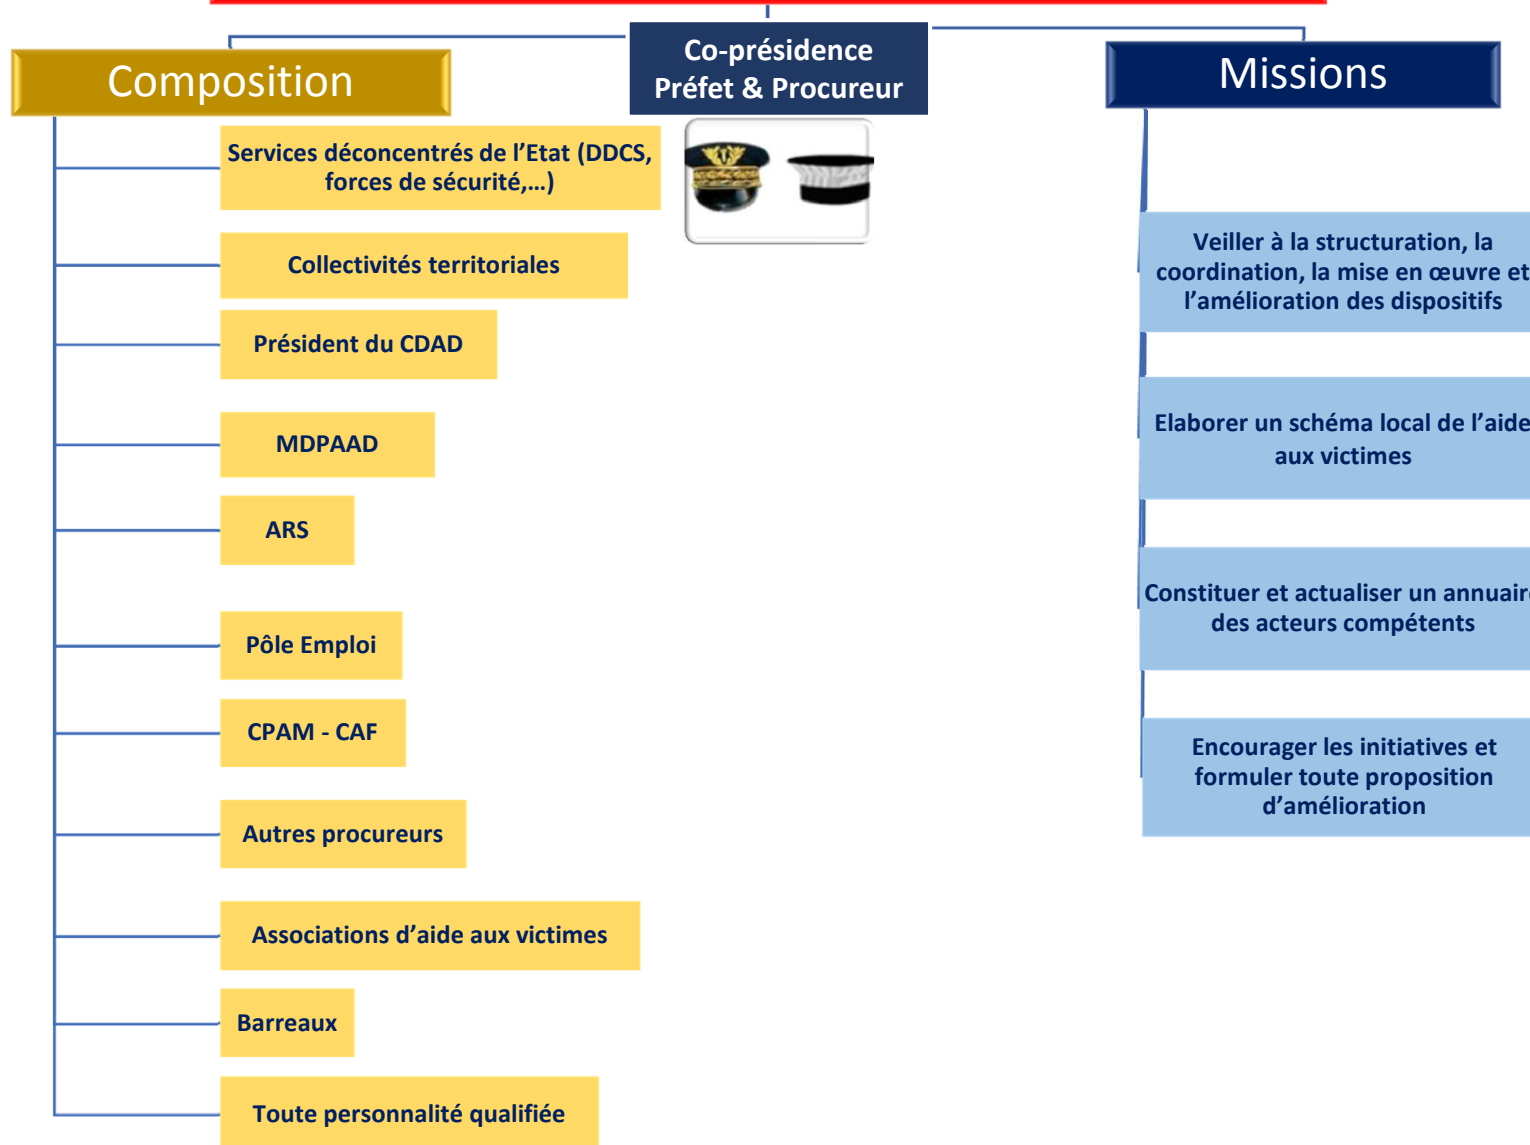 Co-présidence
Préfet & Procureur
Composition
Services déconcentrés de l’Etat (DDCS,
forces de sécurité,…)
Collectivités territoriales
Président du CDAD
MDPAAD
ARS
Pôle Emploi
CPAM - CAF
Autres procureurs
Associations d’aide aux victimes
Barreaux
Toute personnalité qualifiée
Missions
Veiller à la structuration, la
coordination, la mise en œuvre et
l’amélioration des dispositifs
Elaborer un schéma local de l’aide
aux victimes
Constituer et actualiser un annuaire
des acteurs compétents
Encourager les initiatives et
formuler toute proposition
d’amélioration